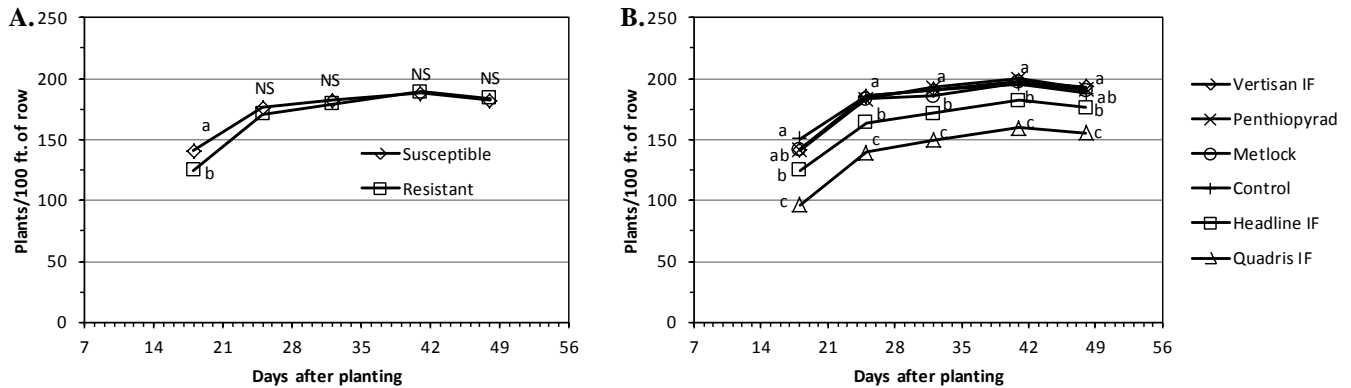 A.
Plants/100 ft. of row
250
200
150
100
50
0
7 14 21 28 35 42 49 56
Days after planting
a
b
NS
NS
NS
NS
Susceptible
Resistant
B.
Plants/100 ft. of row
250
200
150
100
50
0
7 14 21 28 35 42 49 56
Days after planting
a
ab
b
c
a
b
c
a
b
c
a
b
c
a
ab
b
c
Vertisan IF
Penthiopyrad
Metlock
Control
Headline IF
Quadris IF